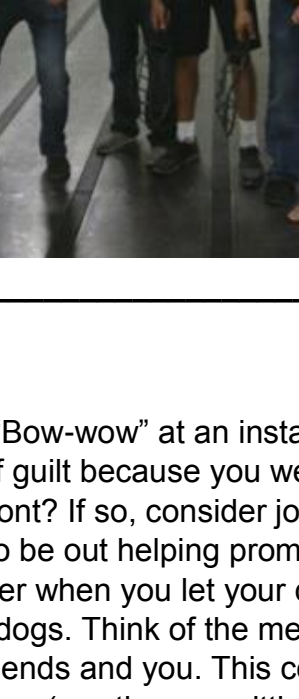 Bow-wow” at an insta
f guilt because you we
ont? If so, consider jo
o be out helping prom
er when you let your
dogs. Think of the me
ends and you. This co